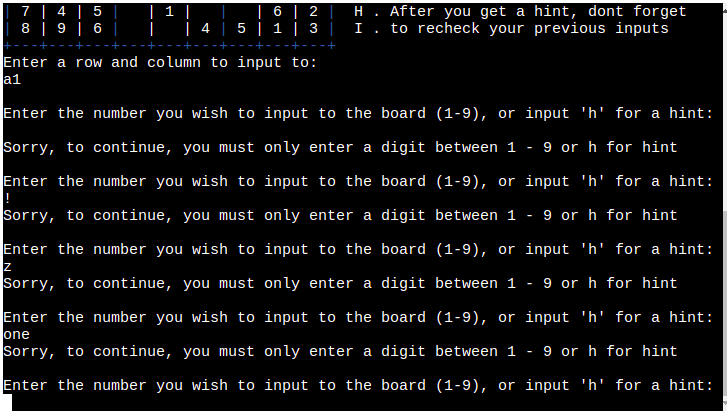 | 7 | 4 | 5 |   | 1 |   |   | 6 | 2 |  H . After you get a hint, dont forget
| 8 | 9 | 6 |   |   | 4 | 5 | 1 | 3 |  I . to recheck your previous inputs
+---+---+---+---+---+---+---+---+---+
Enter a row and column to input to:
a1
Enter the number you wish to input to the board (1-9), or input 'h' for a hint:
Sorry, to continue, you must only enter a digit between 1 - 9 or h for hint
Enter the number you wish to input to the board (1-9), or input 'h' for a hint:
!
Sorry, to continue, you must only enter a digit between 1 - 9 or h for hint
Enter the number you wish to input to the board (1-9), or input 'h' for a hint:
z
Sorry, to continue, you must only enter a digit between 1 - 9 or h for hint
Enter the number you wish to input to the board (1-9), or input 'h' for a hint:
one
Sorry, to continue, you must only enter a digit between 1 - 9 or h for hint
Enter the number you wish to input to the board (1-9), or input 'h' for a hint: